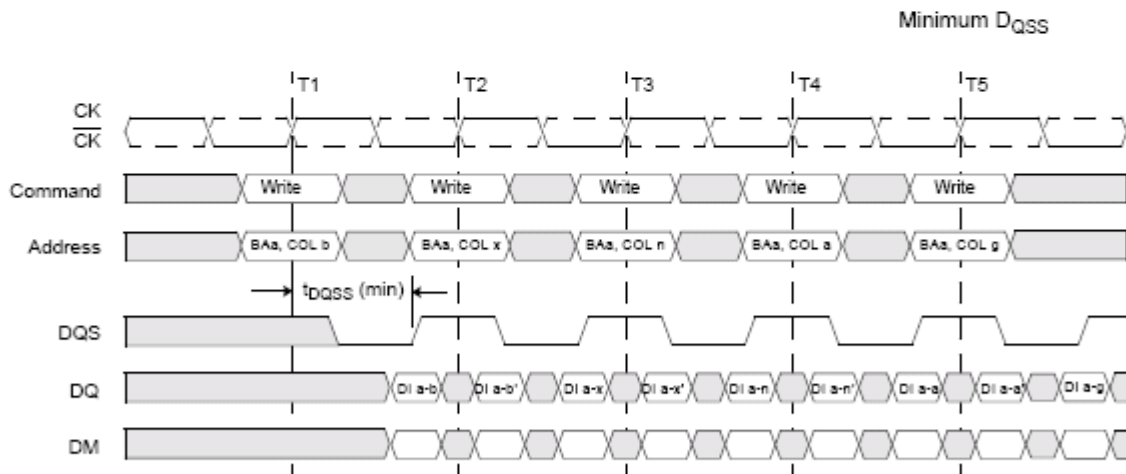 Minimum DQSS
T1 T2 T3 T4 T5
CK
CK
Command Write Write Write Write Write
Address BAa, COL b BAa, COL x BAa, COL n BAa, COL a BAa, COL g
tDQSS (min)
DQS
DQ DI a-b DI a-b' DI a-x DI a-x' DI a-n DI a-n' DI a-a DI a-a' DI a-g
DM